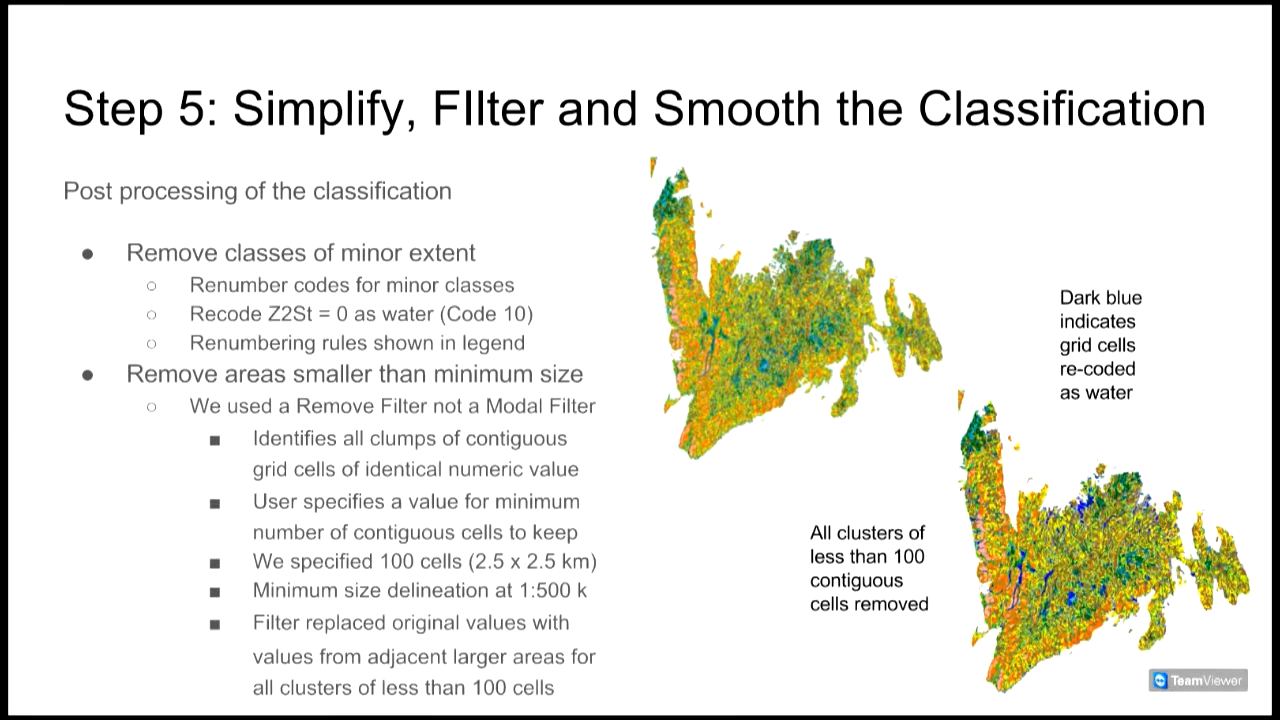 Step 5: Simplify, FIlter and Smooth the Classification
Post processing of the classification
● Remove classes of minor extent
○ Renumber codes for minor classes
○ Recode Z2St = 0 as water (Code 10)
○ Renumbering rules shown in legend
● Remove areas smaller than minimum size
○ We used a Remove Filter not a Modal Filter
■ Identifies all clumps of contiguous
grid cells of identical numeric value
■ User specifies a value for minimum
number of contiguous cells to keep
■ We specified 100 cells (2.5 x 2.5 km)
■ Minimum size delineation at 1:500 k
■ Filter replaced original values with
values from adjacent larger areas for
all clusters of less than 100 cells
Dark blue
indicates
grid cells
re-coded
as water
All clusters of
less than 100
contiguous
cells removed
TeamViewer